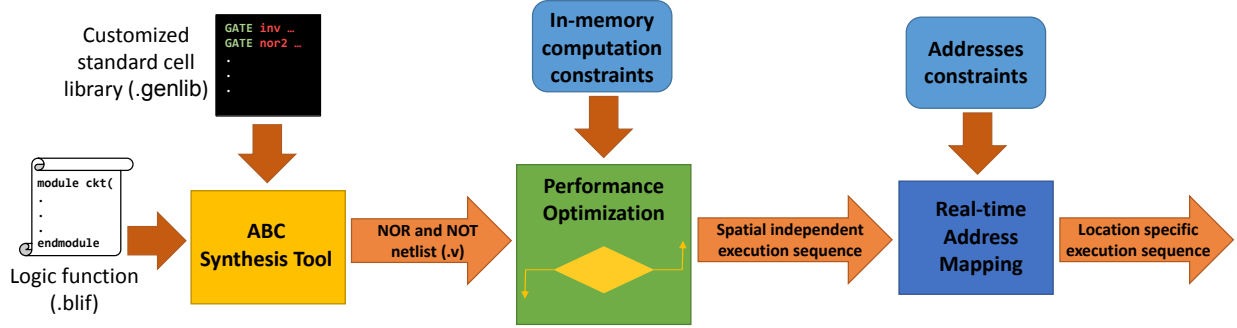 Customized
standard cell
library (.genlib)
GATE inv …
GATE nor2 …
.
.
.
In-memory
computation
constraints
Addresses
constraints
module ckt(
.
.
.
endmodule
Logic function
(.blif)
ABC
Synthesis Tool
NOR and NOT
netlist (.v)
Performance
Optimization
Spatial independent
execution sequence
Real-time
Address
Mapping
Location specific
execution sequence